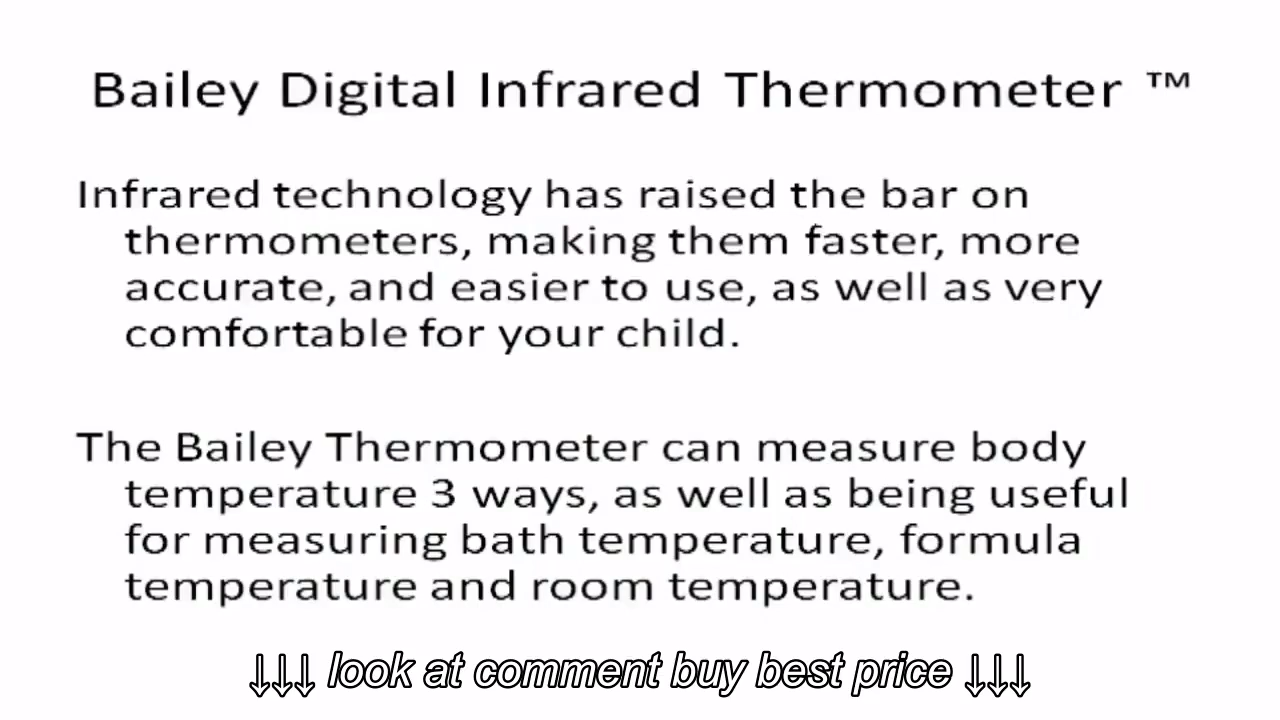 Bailey Digital Infrared Thermometer ™
Infrared technology has raised the bar on
thermometers, making them faster, more
accurate, and easier to use, as well as very
comfortable for your child.
The Bailey Thermometer can measure body
temperature 3 ways, as well as being useful
for measuring bath temperature, formula
temperature and room temperature.
↓↓↓ look at comment buy best price ↓↓↓